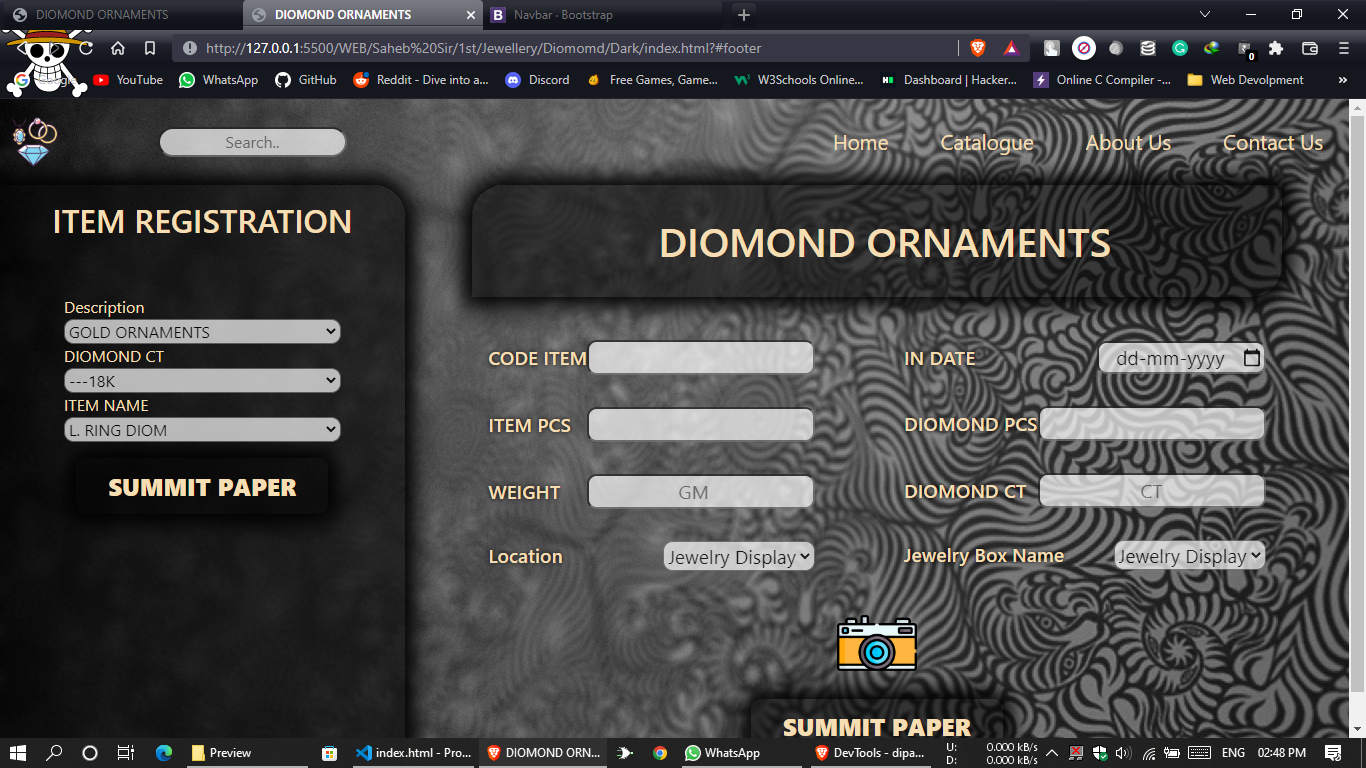 DIOMOND ORNAMENTS
DIOMOND ORNAMENTS
Navbar · Bootstrap
http://127.0.0.1:5500/WEB/Saheb%20Sir/1st/Jewellery/Diomomd/Dark/index.html?#footer
0
YouTube
WhatsApp
GitHub
Reddit - Dive into a...
Discord
Free Games, Game...
W3Schools Online...
Dashboard | Hacker...
Online C Compiler -...
Web Devolpment
»
Search..
Home
Catalogue
About Us
Contact Us
ITEM REGISTRATION
Description
GOLD ORNAMENTS
DIOMOND CT
---18K
ITEM NAME
L. RING DIOM
SUMMIT PAPER
DIOMOND ORNAMENTS
CODE ITEM
IN DATE
dd-mm-yyyy
ITEM PCS
DIOMOND PCS
WEIGHT
GM
DIOMOND CT
CT
Location
Jewelry Display
Jewelry Box Name
Jewelry Display
SUMMIT PAPER
Preview
index.html - Pro...
DIOMOND ORN...
WhatsApp
DevTools - dipa...
U: 0.000 kB/s
D: 0.000 kB/s
ENG
02:48 PM